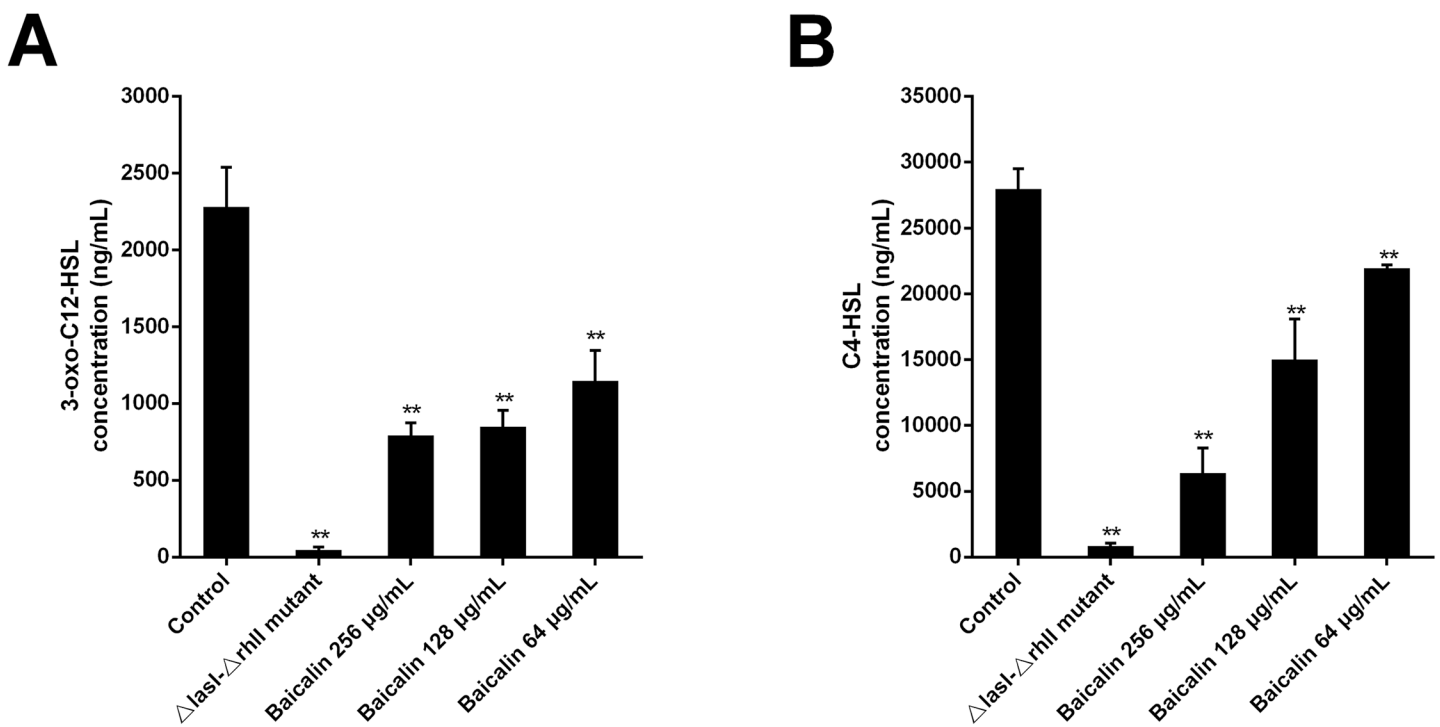 A
3000
2500
2000
1500
1000
500
0
3-oxo-C12-HSL
concentration (ng/mL)
**
**
**
**
Control
△lasI-△rhlI mutant
Baicalin 256 μg/mL
Baicalin 128 μg/mL
Baicalin 64 μg/mL
B
35000
30000
25000
20000
15000
10000
5000
0
C4-HSL
concentration (ng/mL)
**
**
**
**
Control
△lasI-△rhlI mutant
Baicalin 256 μg/mL
Baicalin 128 μg/mL
Baicalin 64 μg/mL